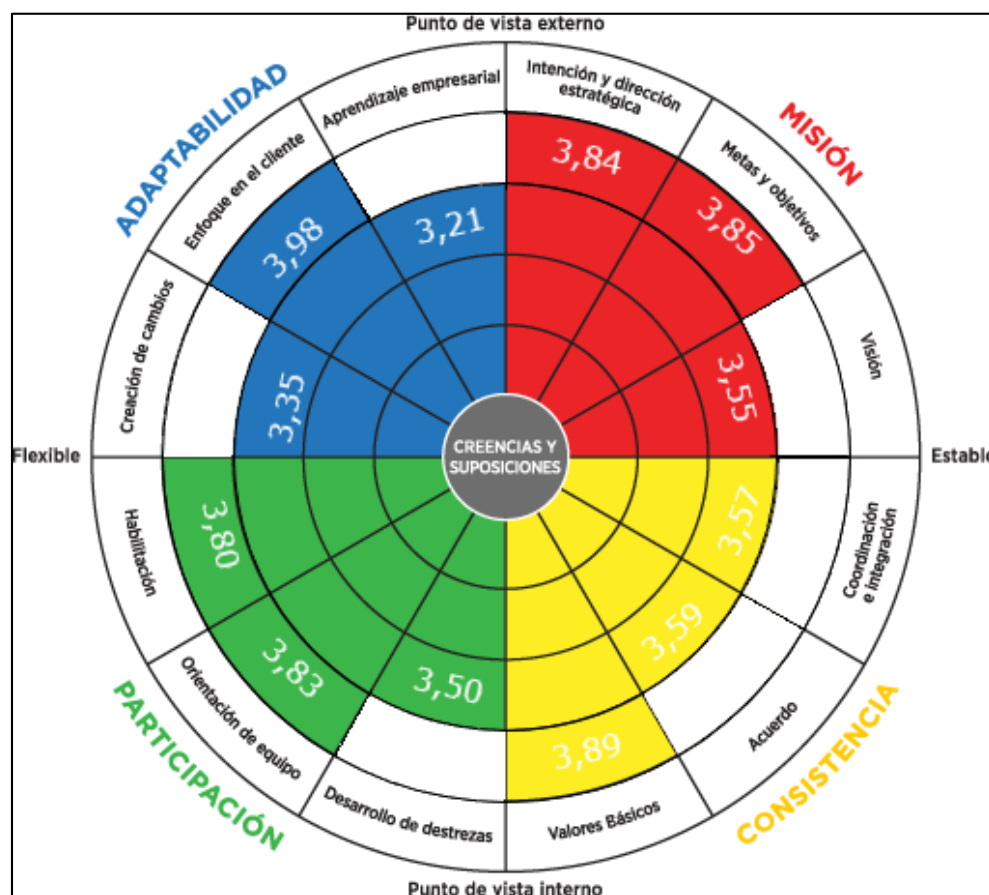 Punto de vista externo
ADAPTABILIDAD
MISIÓN
Aprendizaje empresarial
Intención y dirección
estratégica
Enfoque en el cliente
Metas y objetivos
Creación de cambios
Visión
3,84
3,85
3,98
3,21
3,35
3,55
Flexible
CREENCIAS Y
SUPOSICIONES
Estable
3,80
3,57
3,83
3,59
3,50
3,89
Habilitación
Coordinación
e integración
Orientación de equipo
Acuerdo
Desarrollo de destrezas
Valores Básicos
PARTICIPACIÓN
CONSISTENCIA
Punto de vista interno